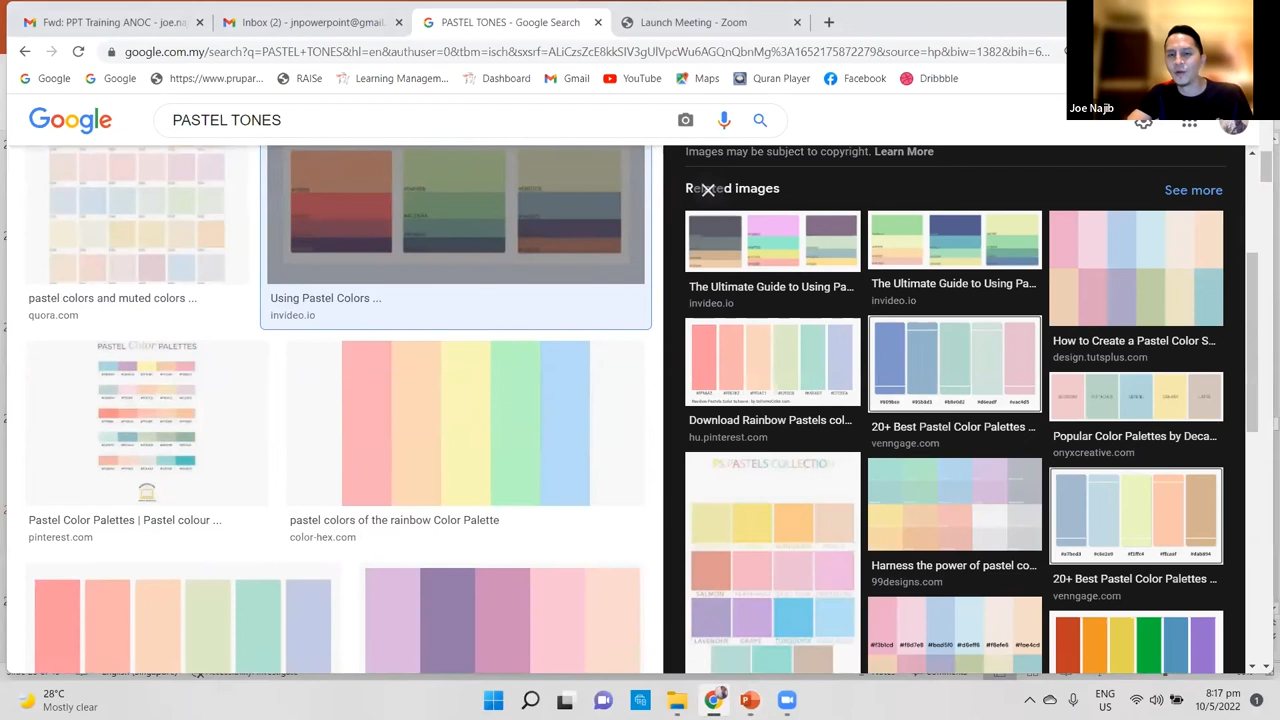 Fwd: PPT Training ANOC - joe.na
Inbox (2) - jnpowerpoint@gmail.
PASTEL TONES - Google Search
Launch Meeting - Zoom
google.com.my/search?q=PASTEL+TONES&hl=en&authuser=0&tbm=isch&sxsrf=
Google
Google
https://www.prupar...
RAISe
Learning Managem...
Dashboard
Gmail
YouTube
Maps
Quran Player
Facebook
Dribbble
Joe Najib
Google
PASTEL TONES
Images may be subject to copyright. Learn More
Related images
See more
pastel colors and muted colors ...
quora.com
Using Pastel Colors ...
invideo.io
The Ultimate Guide to Using Pa...
invideo.io
The Ultimate Guide to Using Pa...
invideo.io
How to Create a Pastel Color S...
design.tutsplus.com
PASTEL Color PALETTES
Download Rainbow Pastels col...
hu.pinterest.com
20+ Best Pastel Color Palettes ...
venngage.com
Popular Color Palettes by Deca...
onyxcreative.com
PASTELS COLLECTION
Pastel Color Palettes | Pastel colour ...
pinterest.com
pastel colors of the rainbow Color Palette
color-hex.com
Harness the power of pastel co...
99designs.com
20+ Best Pastel Color Palettes ...
venngage.com
SALMON
LAVENDER
GRAPE
#f3b1cd
28°C
Mostly clear
ENG
US
8:17 pm
10/5/2022
1